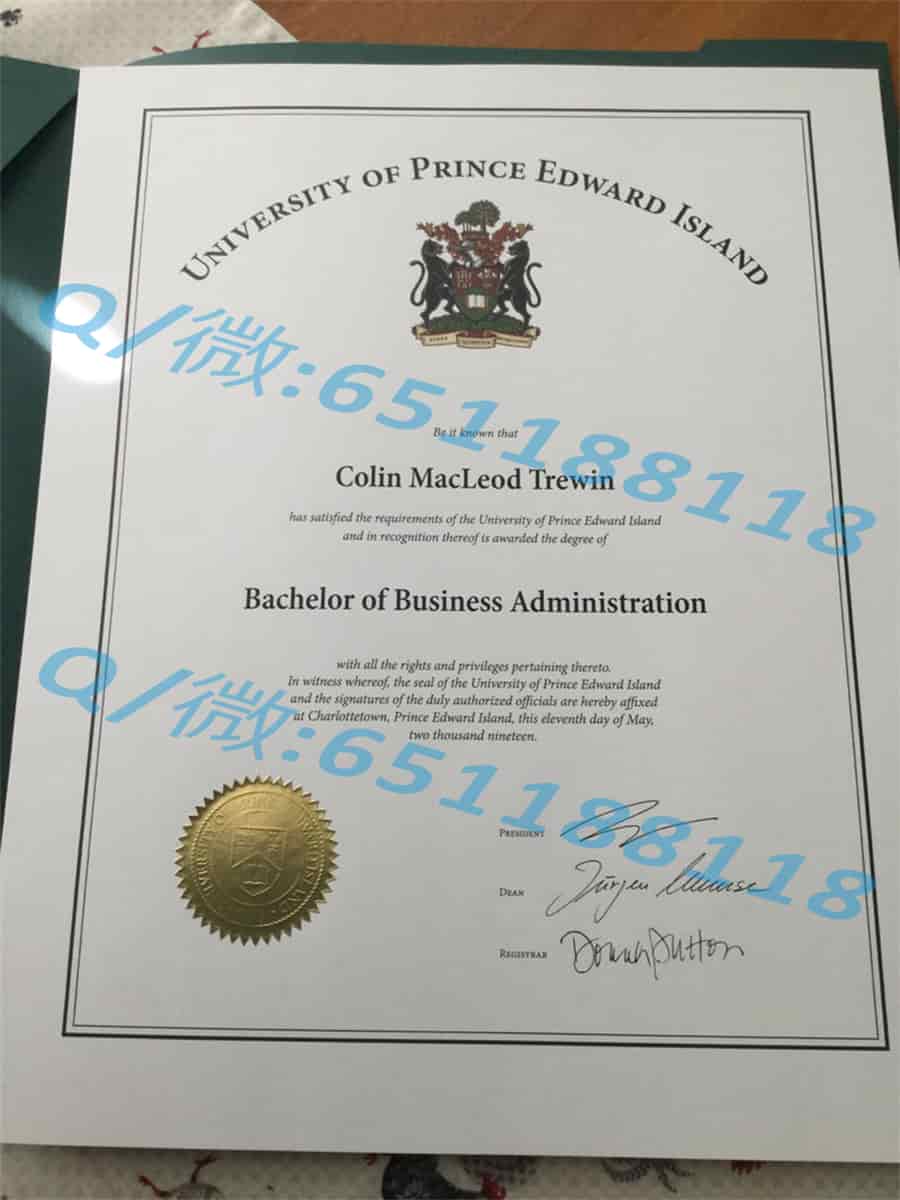 UNIVERSITY OF PRINCE EDWARD ISLAND
Q/微:651188118
Be it known that
Colin MacLeod Trewin
has satisfied the requirements of the University of Prince Edward Island
and in recognition thereof is awarded the degree of
Bachelor of Business Administration
Q/微:651188118
with all the rights and privileges pertaining thereto.
In witness whereof, the seal of the University of Prince Edward Island
and the signatures of the duly authorized officials are hereby affixed
at Charlottetown, Prince Edward Island, this eleventh day of May,
two thousand nineteen.
PRESIDENT
DEAN
REGISTRAR